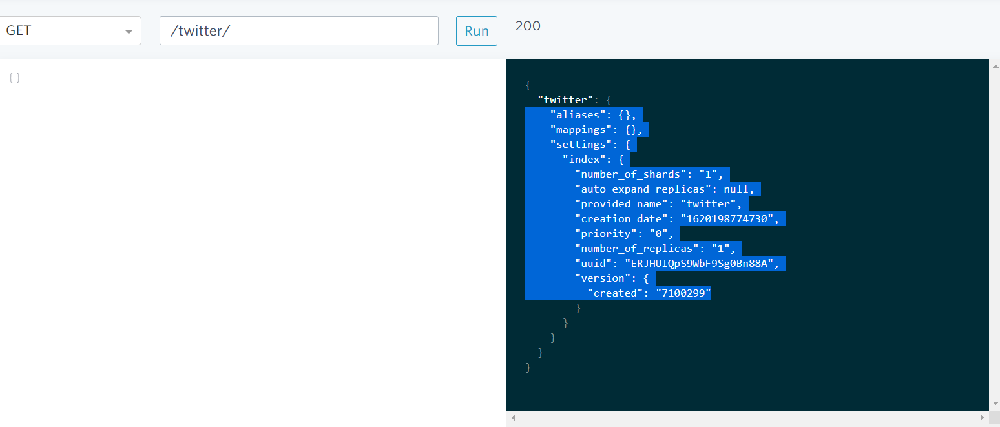 GET
/twitter/
Run
200
{ }
{
"twitter": {
"aliases": {},
"mappings": {},
"settings": {
"index": {
"number_of_shards": "1",
"auto_expand_replicas": null,
"provided_name": "twitter",
"creation_date": "1620198774730",
"priority": "0",
"number_of_replicas": "1",
"uuid": "ERJHUIQpS9WbF9Sg0Bn88A",
"version": {
"created": "7100299"
}
}
}
}
}